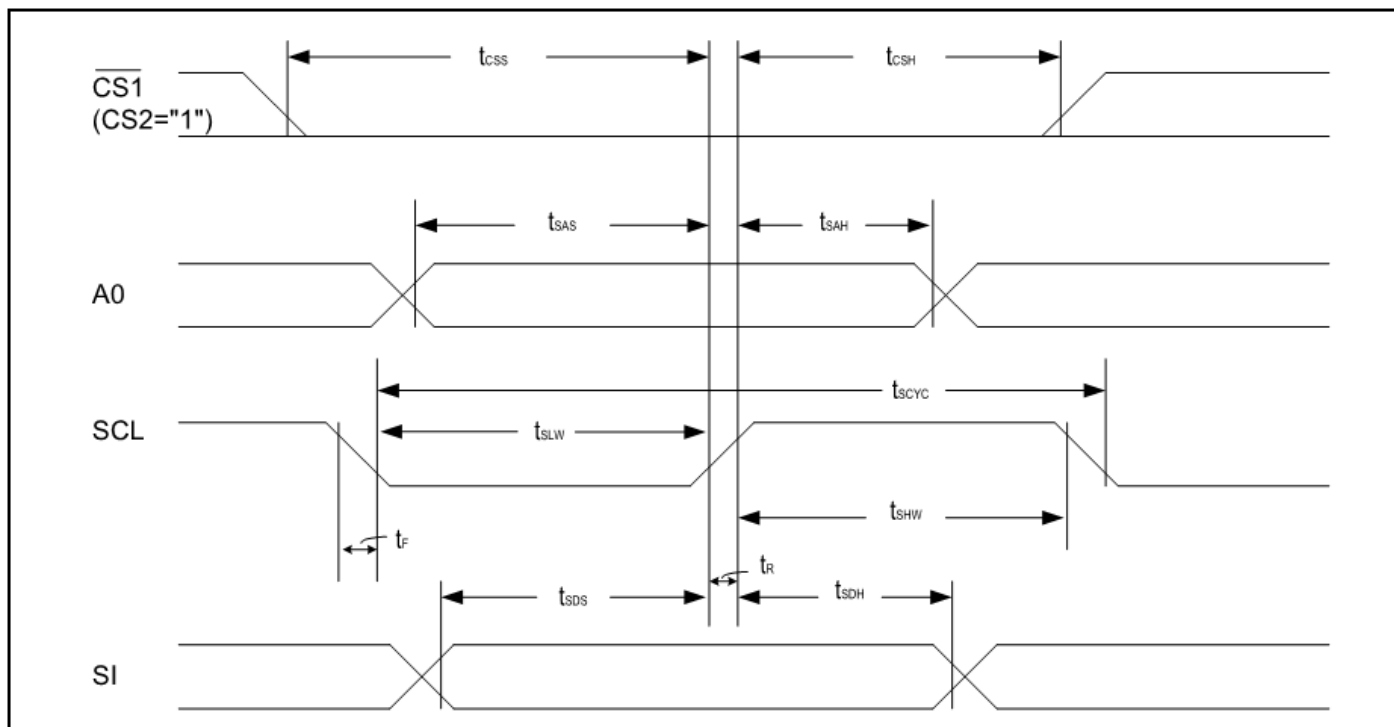 tCSS
tCSH
CS1
(CS2="1")
tSAS
tSAH
A0
tSCYC
SCL
tSLW
tSHW
tF
tR
tSDS
tSDH
SI